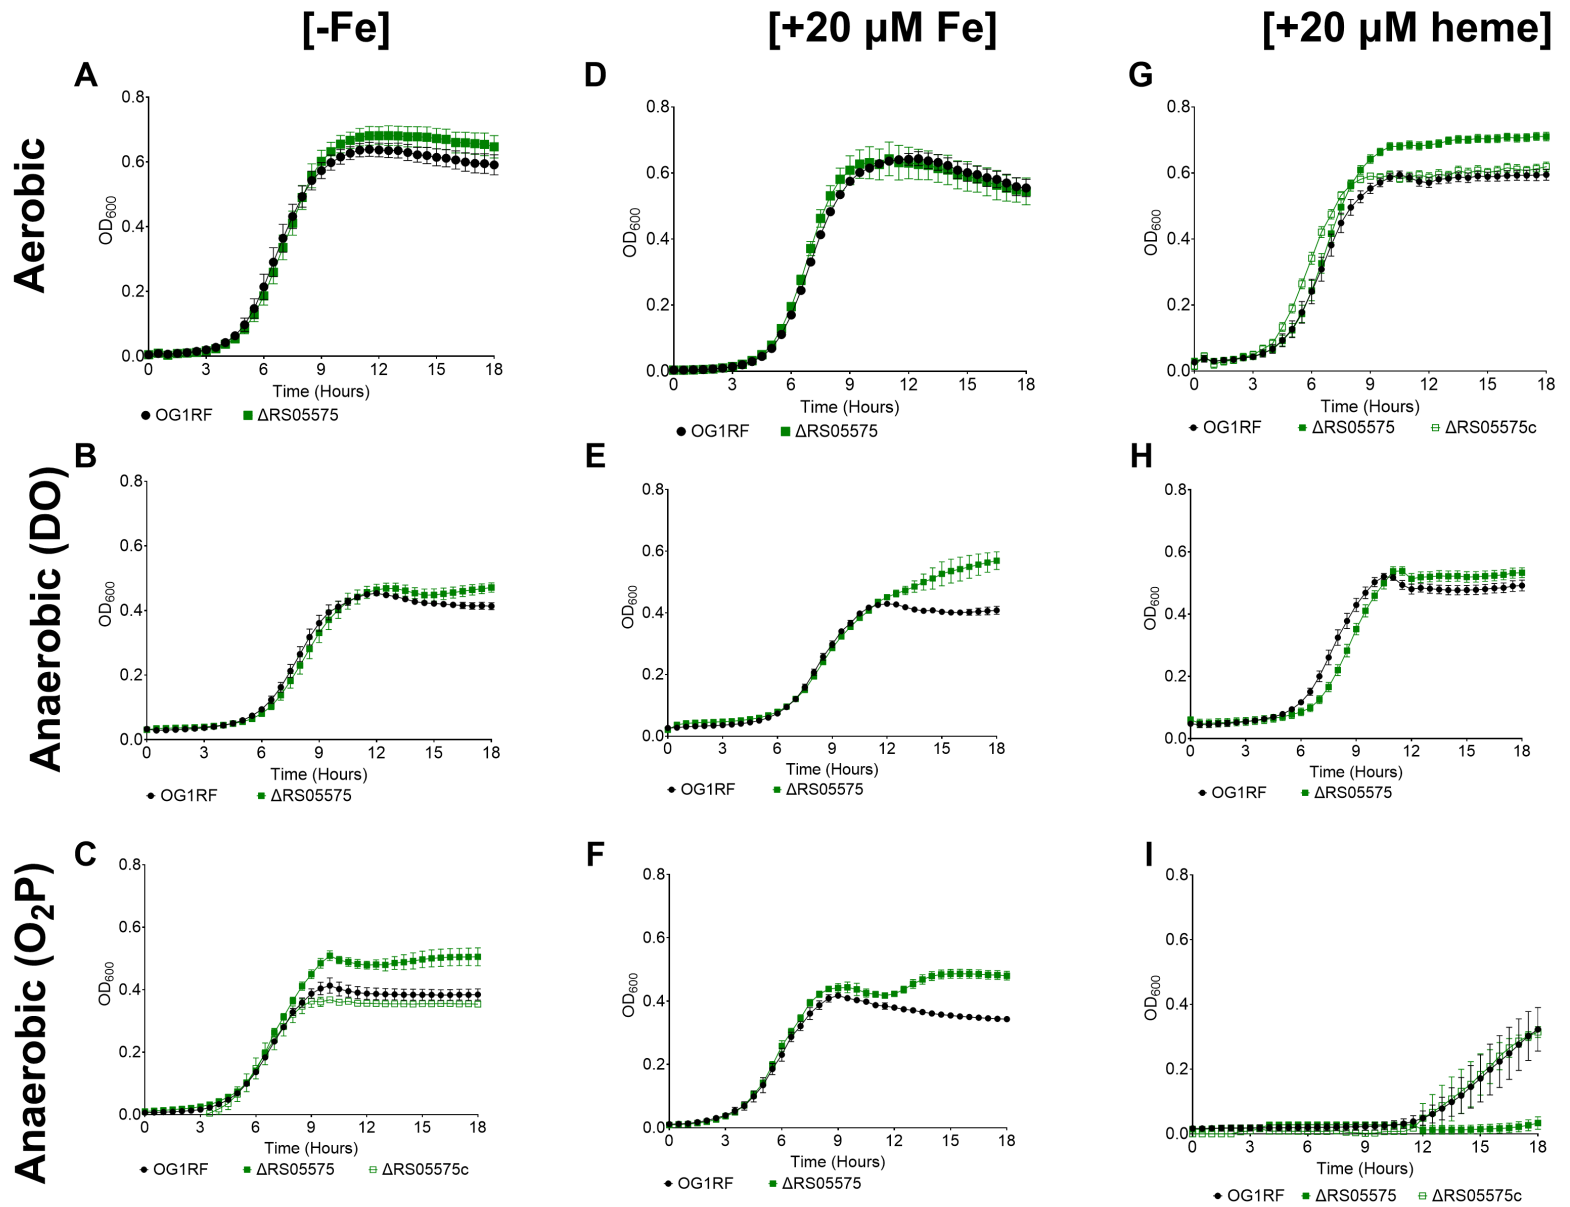 [-Fe] [+20 µM Fe] [+20 µM heme]
Aerobic
A
0.8
0.6
0.4
0.2
0.0
OD600
0 3 6 9 12 15 18
Time (Hours)
OG1RF ΔRS05575
D
0.8
0.6
0.4
0.2
0.0
OD600
0 3 6 9 12 15 18
Time (Hours)
OG1RF ΔRS05575
G
0.8
0.6
0.4
0.2
0.0
OD600
0 3 6 9 12 15 18
Time (Hours)
OG1RF ΔRS05575 ΔRS05575c
Anaerobic (DO)
B
0.8
0.6
0.4
0.2
0.0
OD600
0 3 6 9 12 15 18
Time (Hours)
OG1RF ΔRS05575
E
0.8
0.6
0.4
0.2
0.0
OD600
0 3 6 9 12 15 18
Time (Hours)
OG1RF ΔRS05575
H
0.8
0.6
0.4
0.2
0.0
OD600
0 3 6 9 12 15 18
Time (Hours)
OG1RF ΔRS05575
Anaerobic (O2P)
C
0.8
0.6
0.4
0.2
0.0
OD600
0 3 6 9 12 15 18
Time (Hours)
OG1RF ΔRS05575 ΔRS05575c
F
0.8
0.6
0.4
0.2
0.0
OD600
0 3 6 9 12 15 18
Time (Hours)
OG1RF ΔRS05575
I
0.8
0.6
0.4
0.2
0.0
OD600
0 3 6 9 12 15 18
Time (Hours)
OG1RF ΔRS05575 ΔRS05575c